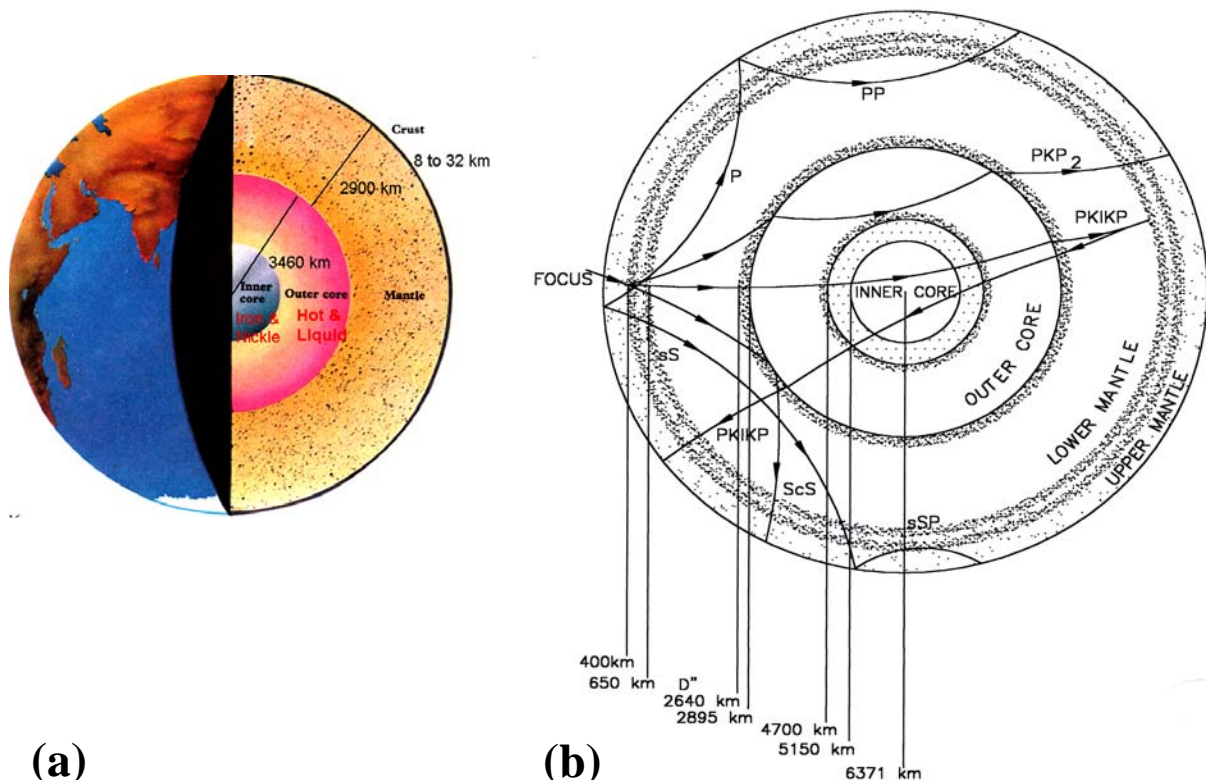 Crust
8 to 32 km
2900 km
3460 km
Inner
core
Outer core
Mantle
Iron &
Nickle
Hot &
Liquid
(a)
PP
P
PKP 2
PKIKP
FOCUS
INNER CORE
sS
OUTER CORE
LOWER MANTLE
UPPER MANTLE
PKIKP
ScS
sSP
400km
650 km
D"
2640 km
2895 km
4700 km
5150 km
6371 km
(b)